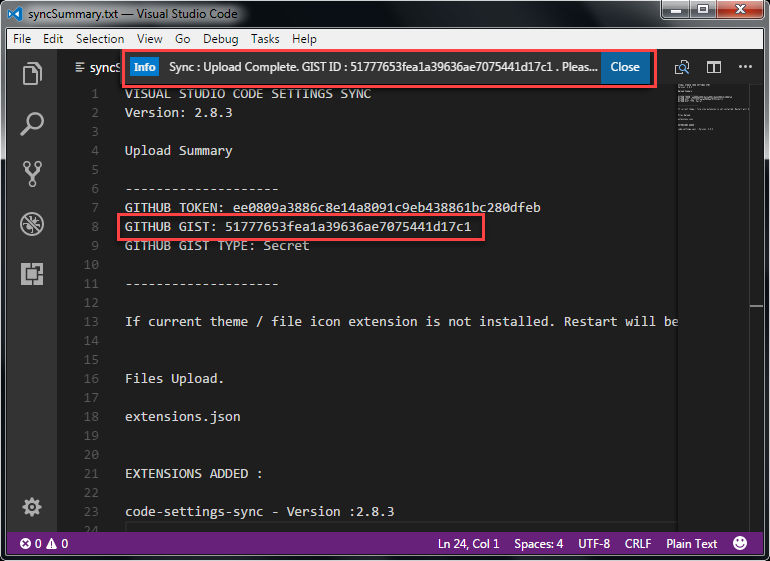 syncSummary.txt — Visual Studio Code
File Edit Selection View Go Debug Tasks Help
syncS
Info Sync : Upload Complete. GIST ID : 51777653fea1a39636ae7075441d17c1 . Pleas... Close
1 VISUAL STUDIO CODE SETTINGS SYNC
2 Version: 2.8.3
3
4 Upload Summary
5
6 --------------------
7 GITHUB TOKEN: ee0809a3886c8e14a8091c9eb438861bc280dfeb
8 GITHUB GIST: 51777653fea1a39636ae7075441d17c1
9 GITHUB GIST TYPE: Secret
10
11 --------------------
12
13 If current theme / file icon extension is not installed. Restart will be
14
15
16 Files Upload.
17
18 extensions.json
19
20
21 EXTENSIONS ADDED :
22
23 code-settings-sync - Version :2.8.3
24
0 0 Ln 24, Col 1 Spaces: 4 UTF-8 CRLF Plain Text